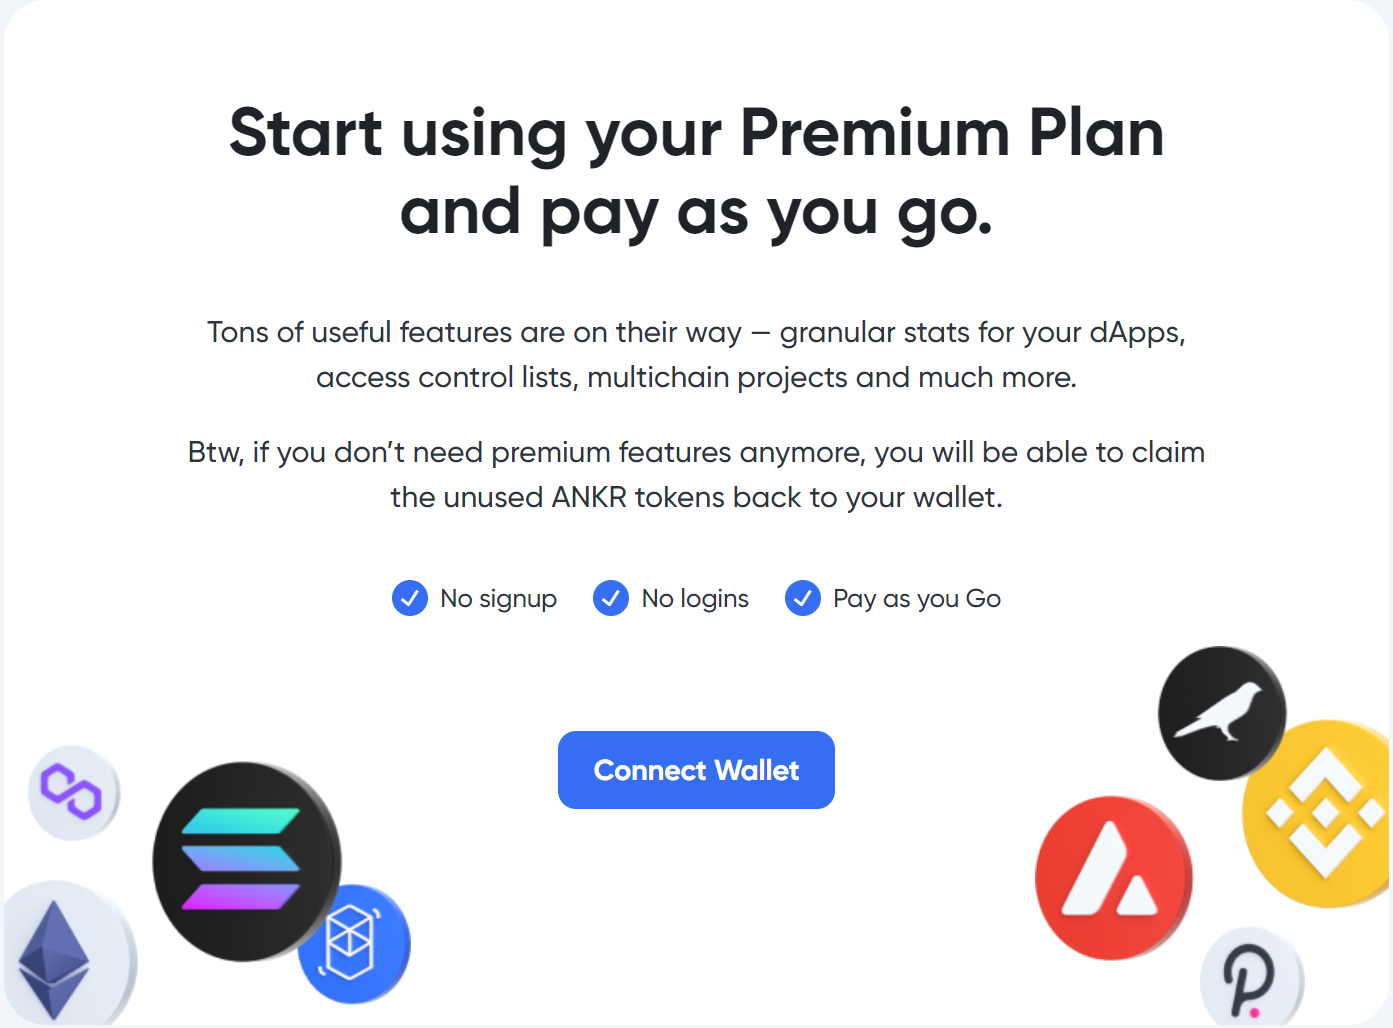 Start using your Premium Plan
and pay as you go.
Tons of useful features are on their way — granular stats for your dApps,
access control lists, multichain projects and much more.
Btw, if you don’t need premium features anymore, you will be able to claim
the unused ANKR tokens back to your wallet.
No signup
No logins
Pay as you Go
Connect Wallet